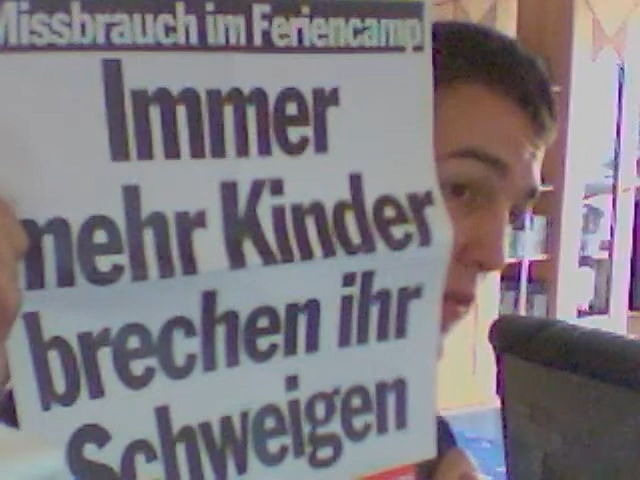 Missbrauch im Feriencamp
Immer
mehr Kinder
brechen ihr
Schweigen